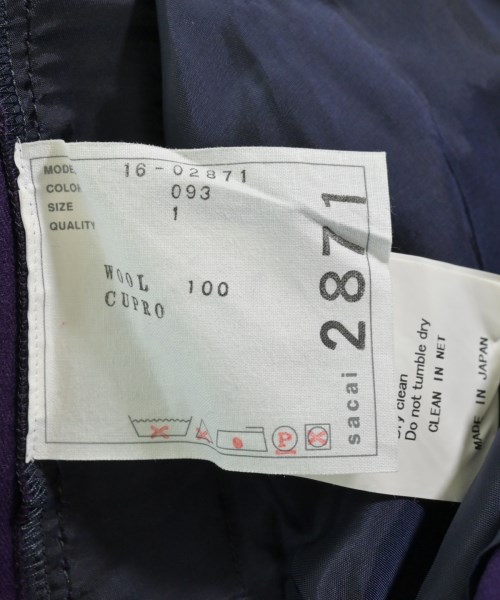 MODE 16-02871
COLOR 093
SIZE 1
QUALITY
WOOL 100
CUPRO
P
sacai 2871
dry clean
Do not tumble dry
CLEAN IN NET
MADE IN JAPAN